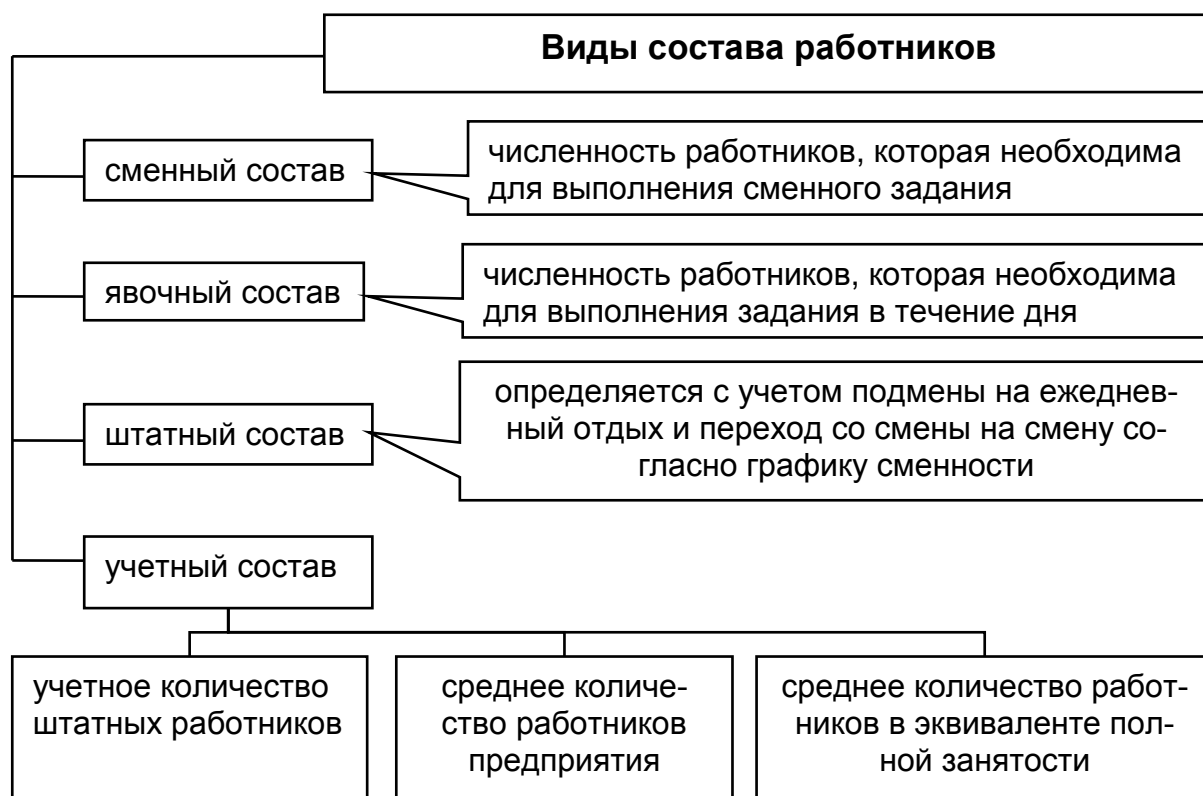 Виды состава работников
сменный состав
численность работников, которая необходима
для выполнения сменного задания
явочный состав
численность работников, которая необходима
для выполнения задания в течение дня
штатный состав
определяется с учетом подмены на ежеднев-
ный отдых и переход со смены на смену со-
гласно графику сменности
учетный состав
учетное количество
штатных работников
среднее количе-
ство работников
предприятия
среднее количество работ-
ников в эквиваленте пол-
ной занятости